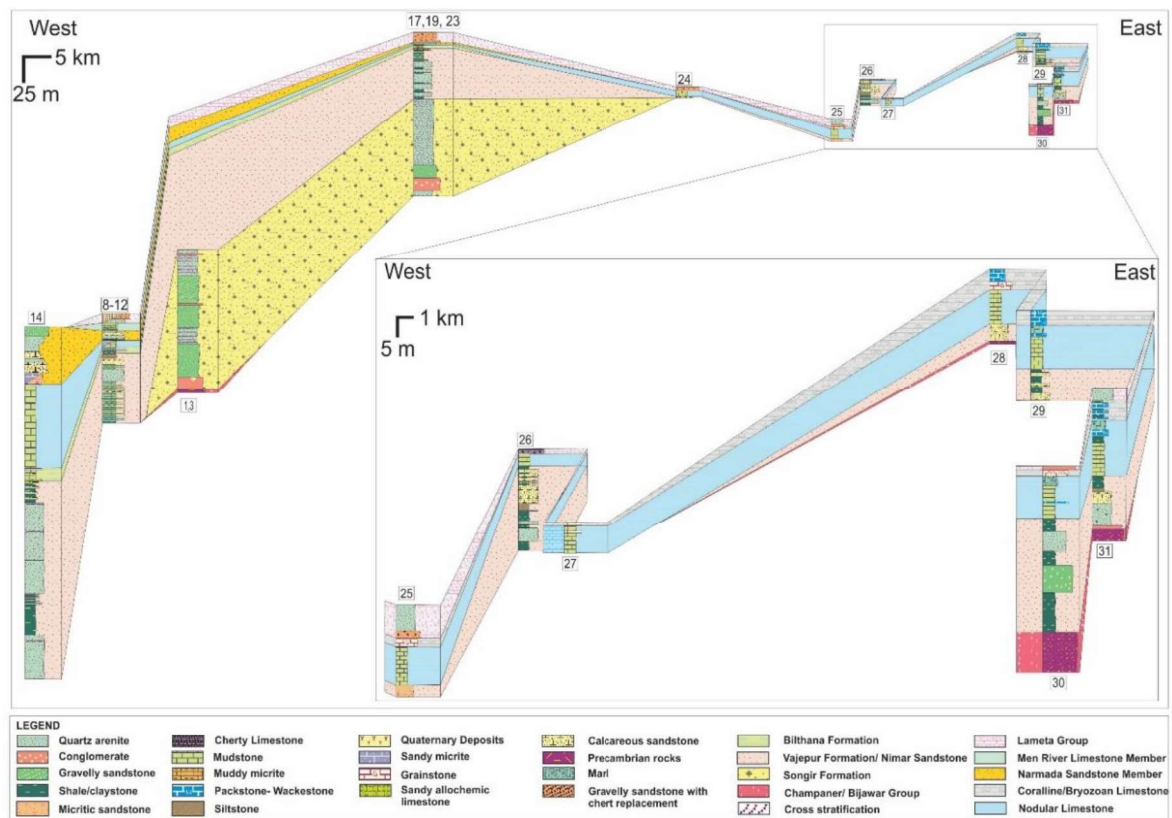 West
East
5 km
25 m
17, 19, 23
24
26
25
27
28
29
31
30
14
8-12
1,3
West
East
1 km
5 m
28
29
26
27
31
25
30
LEGEND
Quartz arenite
Conglomerate
Gravelly sandstone
Shale/claystone
Micritic sandstone
Cherty Limestone
Mudstone
Muddy micrite
Packstone- Wackestone
Siltstone
Quaternary Deposits
Sandy micrite
Grainstone
Sandy allochemic
limestone
Calcareous sandstone
Precambrian rocks
Marl
Gravelly sandstone with
chert replacement
Bilthana Formation
Vajepur Formation/ Nimar Sandstone
Songir Formation
Champaner/ Bijawar Group
Cross stratification
Lameta Group
Men River Limestone Member
Narmada Sandstone Member
Coralline/Bryozoan Limestone
Nodular Limestone